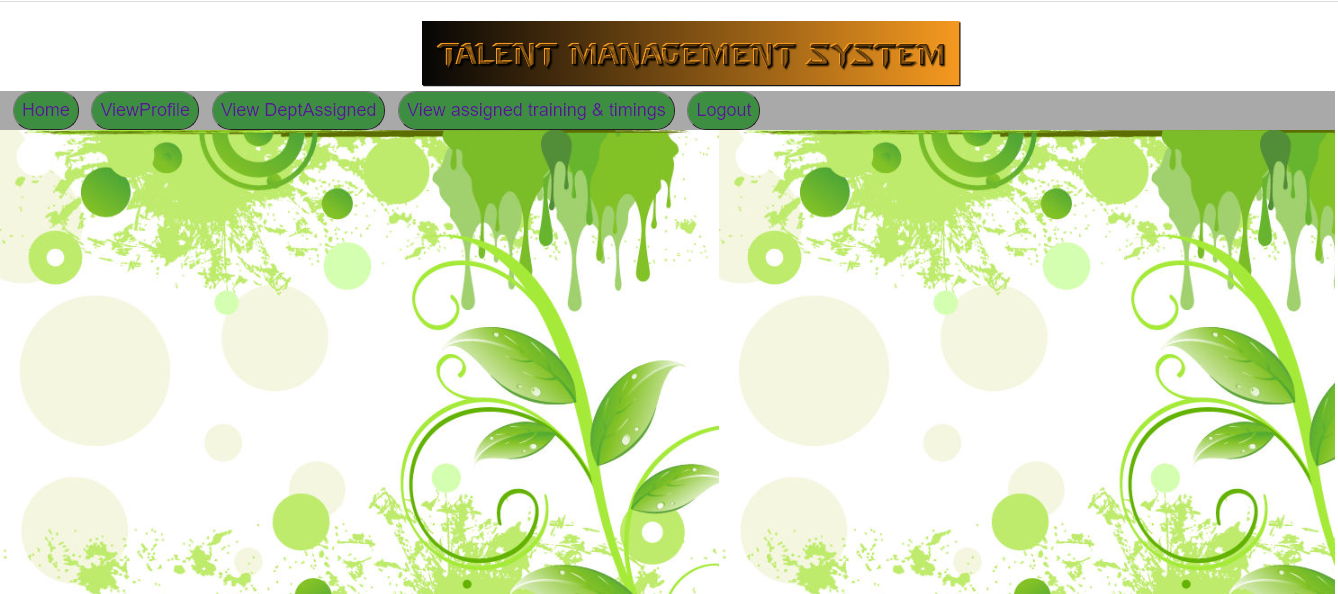 TALENT MANAGEMENT SYSTEM
Home ViewProfile View DeptAssigned View assigned training & timings Logout